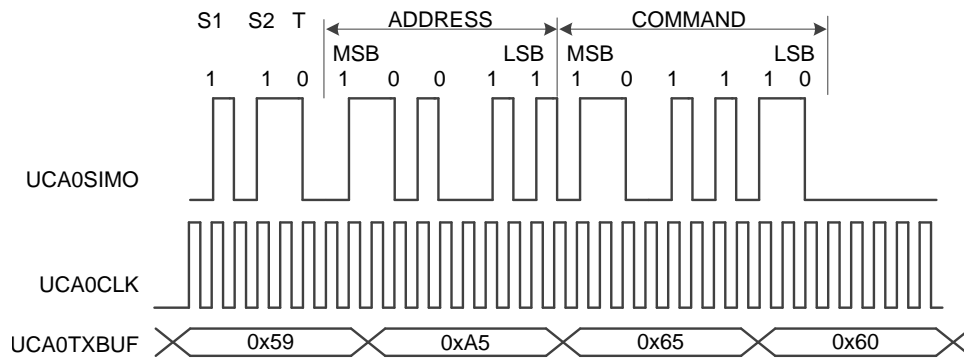 S1 S2 T ADDRESS COMMAND
MSB LSB MSB LSB
1 1 0 1 0 0 1 1 1 0 1 1 1 0
UCA0SIMO
UCA0CLK
UCA0TXBUF 0x59 0xA5 0x65 0x60